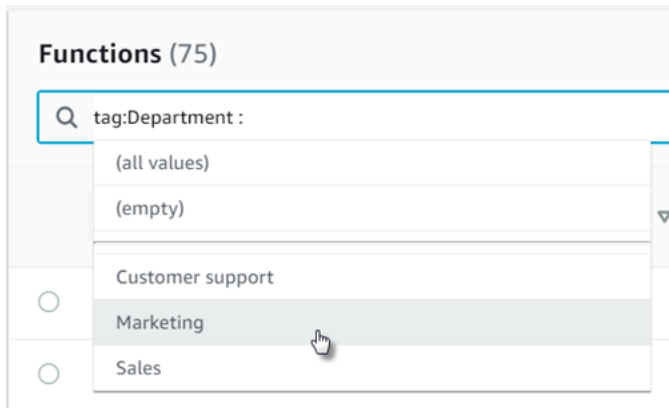 Functions (75)
tag:Department :
(all values)
(empty)
Customer support
Marketing
Sales